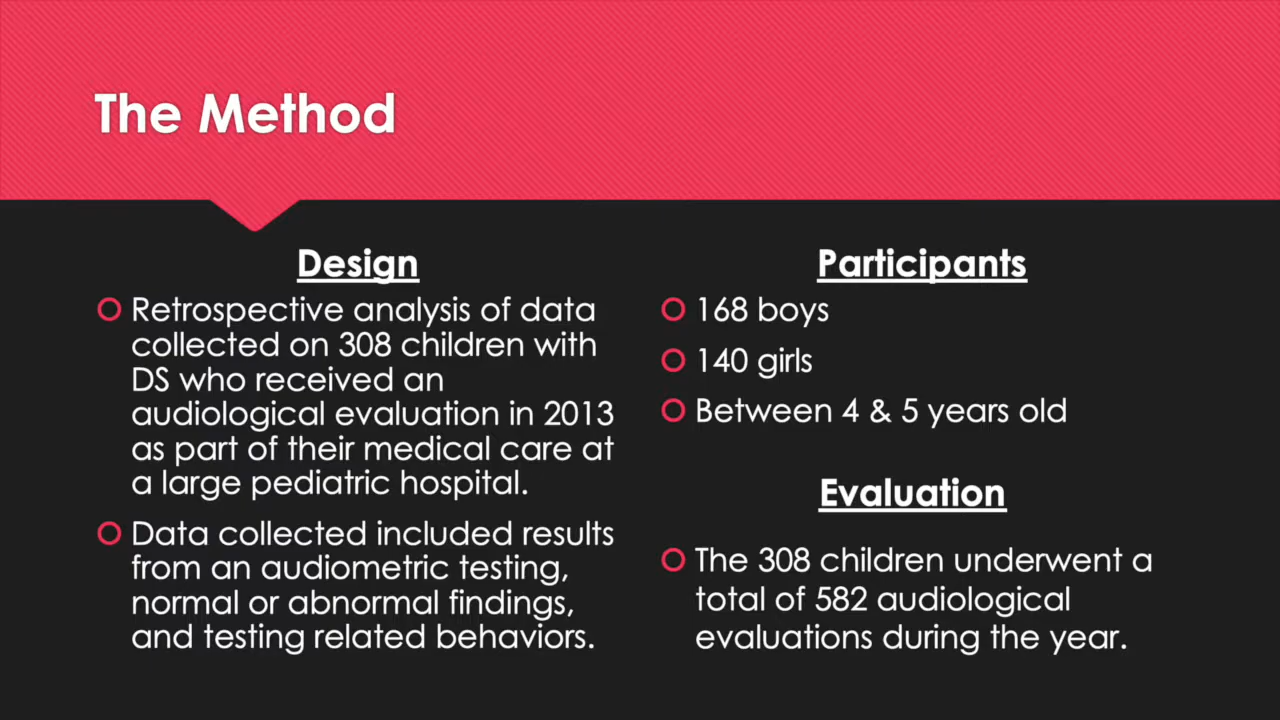 The Method
Design
Retrospective analysis of data
collected on 308 children with
DS who received an
audiological evaluation in 2013
as part of their medical care at
a large pediatric hospital.
Data collected included results
from an audiometric testing,
normal or abnormal findings,
and testing related behaviors.
Participants
168 boys
140 girls
Between 4 & 5 years old
Evaluation
The 308 children underwent a
total of 582 audiological
evaluations during the year.